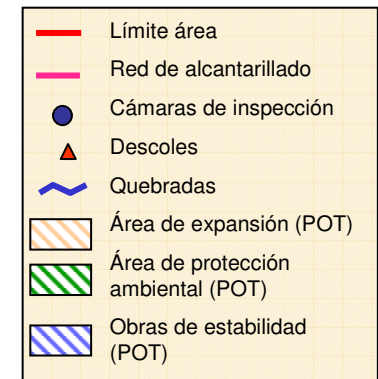 Límite área
Red de alcantarillado
Cámaras de inspección
Descoles
Quebradas
Área de expansión (POT)
Área de protección
ambiental (POT)
Obras de estabilidad
(POT)